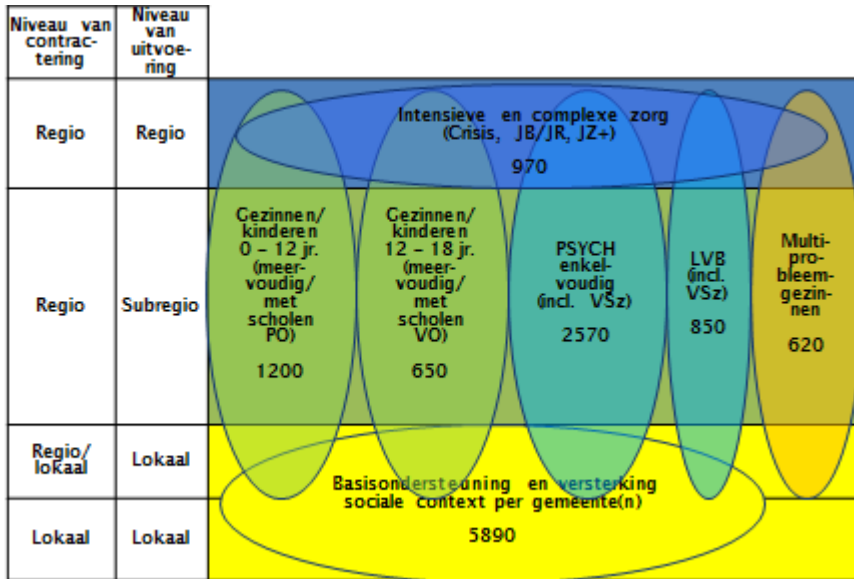 Niveau van
contrac-
tering
Niveau
van
uitvoe-
ring
Regio
Regio
Intensieve en complexe zorg
(Crisis, JB/JR, JZ+)
970
Regio
Subregio
Gezinnen/
kinderen
0 – 12 jr.
(meer-
voudig/
met
scholen
PO)
1200
Gezinnen/
kinderen
12 – 18 jr.
(meer-
voudig/
met
scholen
VO)
650
PSYCH
enkel-
voudig
(incl. VSz)
2570
LVB
(incl.
VSz)
850
Multi-
pro-
bleem-
gezin-
nen
620
Regio/
lokaal
Lokaal
Basisondersteuning en versterking
sociale context per gemeente(n)
5890
Lokaal
Lokaal